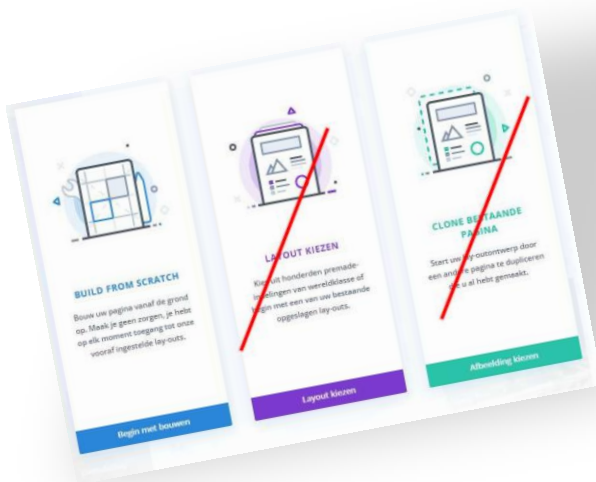 BUILD FROM SCRATCH
Bouw uw pagina vanaf de grond
op. Maak je geen zorgen, je hebt
op elk moment toegang tot onze
vooraf ingestelde lay-outs.
Begin met bouwen
LAYOUT KIEZEN
Kies uit honderden premade-
indelingen van wereldklasse of
begin met een van uw bestaande
opgeslagen lay-outs.
Layout kiezen
CLONE BESTAANDE
PAGINA
Start uw lay-outontwerp door
een andere pagina te dupliceren
die u al hebt gemaakt.
Afbeelding kiezen